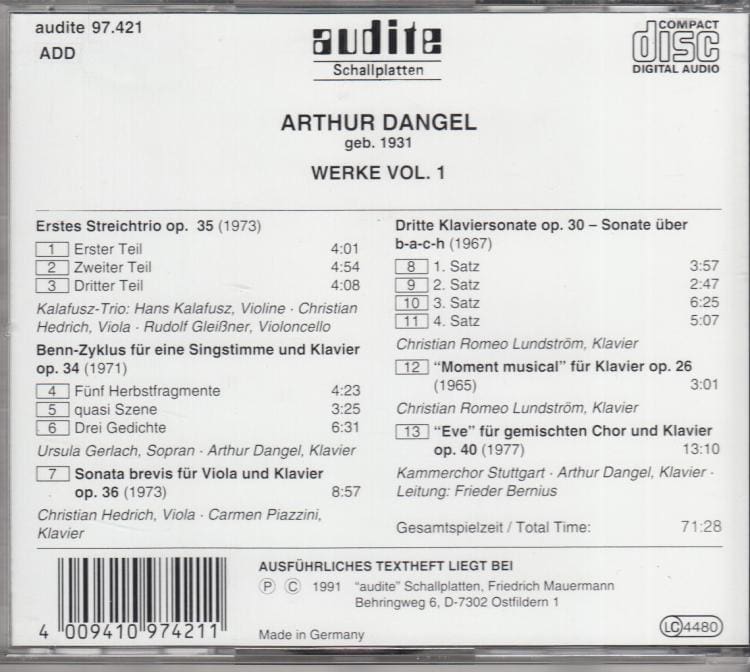 audite 97.421
ADD
audite
Schallplatten
COMPACT
disc
DIGITAL AUDIO
ARTHUR DANGEL
geb. 1931
WERKE VOL. 1
Erstes Streichtrio op. 35 (1973)
1 Erster Teil 4:01
2 Zweiter Teil 4:54
3 Dritter Teil 4:08
Kalafusz-Trio: Hans Kalafusz, Violine · Christian
Hedrich, Viola · Rudolf Gleißner, Violoncello
Benn-Zyklus für eine Singstimme und Klavier
op. 34 (1971)
4 Fünf Herbstfragmente 4:23
5 quasi Szene 3:25
6 Drei Gedichte 6:31
Ursula Gerlach, Sopran · Arthur Dangel, Klavier
7 Sonata brevis für Viola und Klavier
op. 36 (1973) 8:57
Christian Hedrich, Viola · Carmen Piazzini,
Klavier
Dritte Klaviersonate op. 30 – Sonate über
b-a-c-h (1967)
8 1. Satz 3:57
9 2. Satz 2:47
10 3. Satz 6:25
11 4. Satz 5:07
Christian Romeo Lundström, Klavier
12 “Moment musical” für Klavier op. 26
(1965) 3:01
Christian Romeo Lundström, Klavier
13 “Eve” für gemischten Chor und Klavier
op. 40 (1977) 13:10
Kammerchor Stuttgart · Arthur Dangel, Klavier ·
Leitung: Frieder Bernius
Gesamtspielzeit / Total Time: 71:28
AUSFÜHRLICHES TEXTHEFT LIEGT BEI
Ⓟ Ⓒ 1991 “audite” Schallplatten, Friedrich Mauermann
Behringweg 6, D-7302 Ostfildern 1
4 009410 974211
Made in Germany
LC 4480